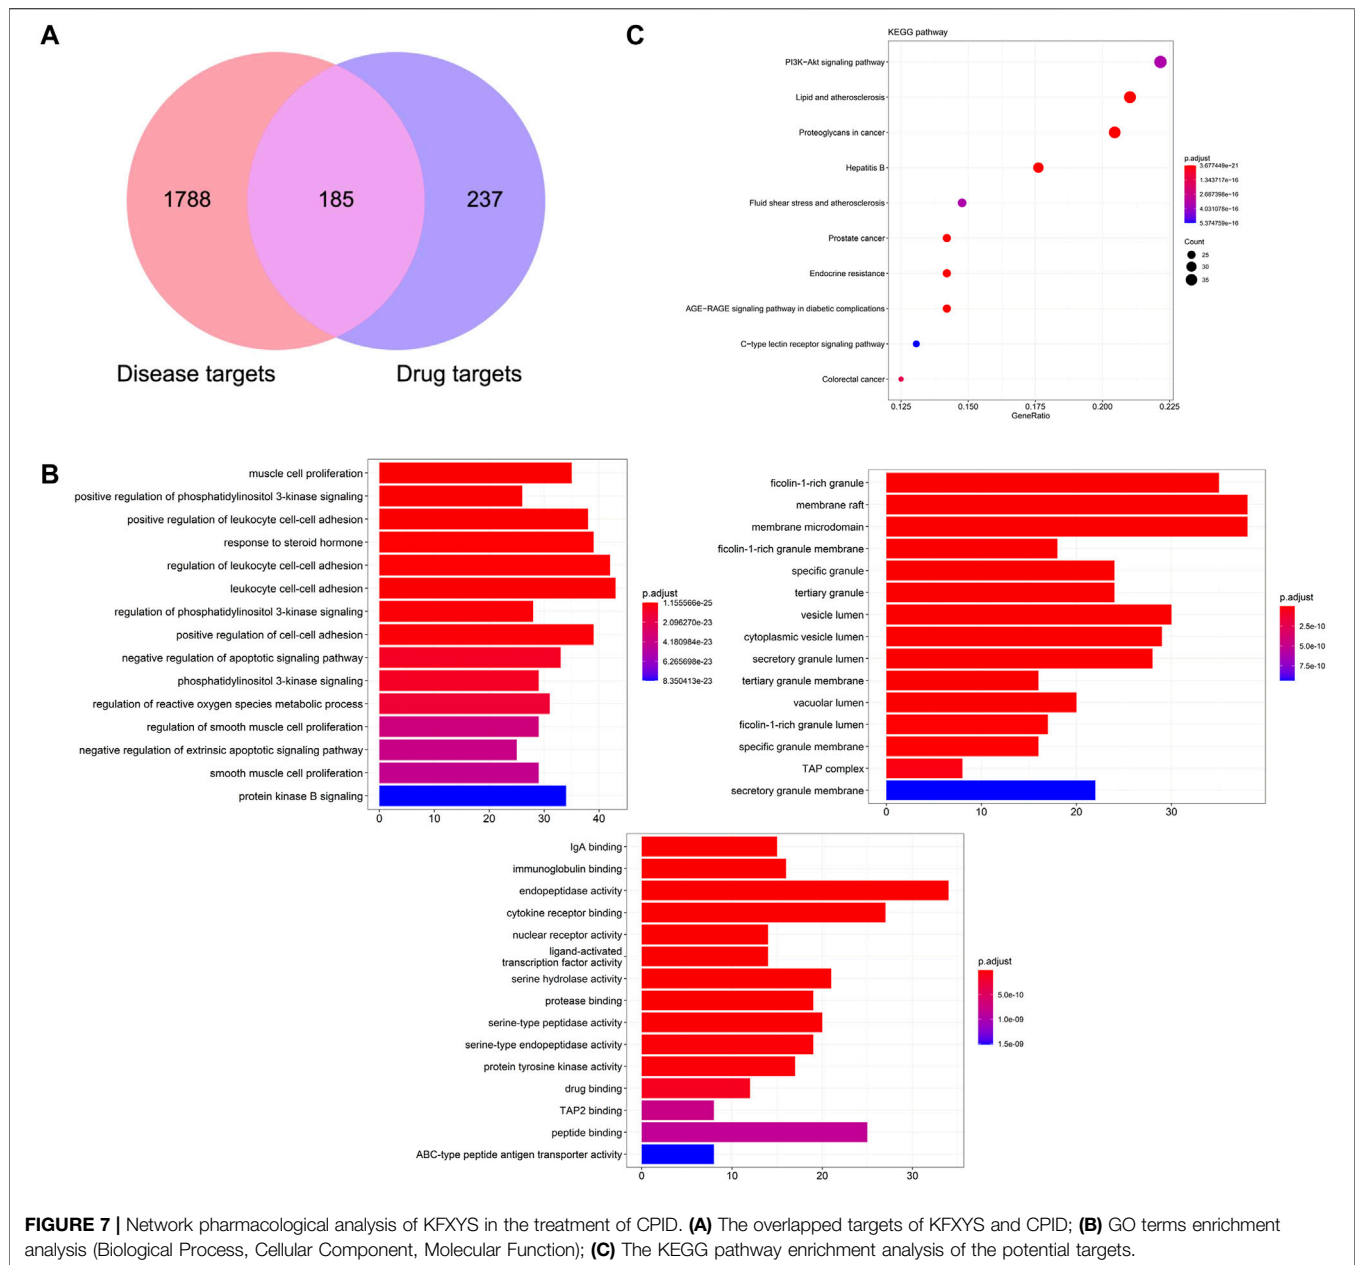 A
1788
185
237
Disease targets
Drug targets
C
KEGG pathway
PI3K−Akt signaling pathway
Lipid and atherosclerosis
Proteoglycans in cancer
Hepatitis B
Fluid shear stress and atherosclerosis
Prostate cancer
Endocrine resistance
AGE−RAGE signaling pathway in diabetic complications
C−type lectin receptor signaling pathway
Colorectal cancer
0.125 0.150 0.175 0.200 0.225
GeneRatio
p.adjust
3.677449e−21
1.343717e−16
2.687398e−16
4.031078e−16
5.374759e−16
Count
25
30
35
B
muscle cell proliferation
positive regulation of phosphatidylinositol 3-kinase signaling
positive regulation of leukocyte cell-cell adhesion
response to steroid hormone
regulation of leukocyte cell-cell adhesion
leukocyte cell-cell adhesion
regulation of phosphatidylinositol 3-kinase signaling
positive regulation of cell-cell adhesion
negative regulation of apoptotic signaling pathway
phosphatidylinositol 3-kinase signaling
regulation of reactive oxygen species metabolic process
regulation of smooth muscle cell proliferation
negative regulation of extrinsic apoptotic signaling pathway
smooth muscle cell proliferation
protein kinase B signaling
0 10 20 30 40
p.adjust
1.155566e-25
2.096270e-23
4.180984e-23
6.265698e-23
8.350413e-23
ficolin-1-rich granule
membrane raft
membrane microdomain
ficolin-1-rich granule membrane
specific granule
tertiary granule
vesicle lumen
cytoplasmic vesicle lumen
secretory granule lumen
tertiary granule membrane
vacuolar lumen
ficolin-1-rich granule lumen
specific granule membrane
TAP complex
secretory granule membrane
0 10 20 30
p.adjust
2.5e-10
5.0e-10
7.5e-10
IgA binding
immunoglobulin binding
endopeptidase activity
cytokine receptor binding
nuclear receptor activity
ligand-activated
transcription factor activity
serine hydrolase activity
protease binding
serine-type peptidase activity
serine-type endopeptidase activity
protein tyrosine kinase activity
drug binding
TAP2 binding
peptide binding
ABC-type peptide antigen transporter activity
0 10 20 30
p.adjust
5.0e-10
1.0e-09
1.5e-09
FIGURE 7 | Network pharmacological analysis of KFXYS in the treatment of CPID. (A) The overlapped targets of KFXYS and CPID; (B) GO terms enrichment
analysis (Biological Process, Cellular Component, Molecular Function); (C) The KEGG pathway enrichment analysis of the potential targets.